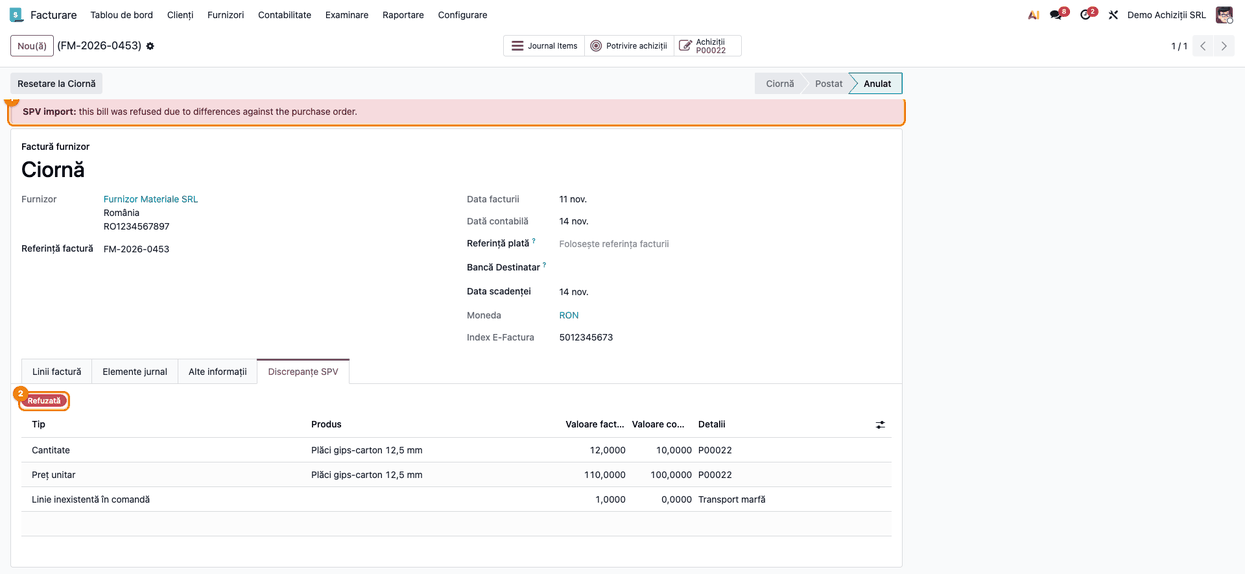 Facturare Tablou de bord Clienți Furnizori Contabilitate Examinare Raportare Configurare AI 8 2 Demo Achiziții SRL
Nou(ă) (FM-2026-0453) Journal Items Potrivire achiziții Achiziții P00022 1 / 1
Resetare la Ciornă Ciornă Postat Anulat
SPV import: this bill was refused due to differences against the purchase order.
Factură furnizor
Ciornă
Furnizor Furnizor Materiale SRL Data facturii 11 nov.
România
Dată contabilă 14 nov.
RO1234567897
Referință factură FM-2026-0453 Referință plată ? Folosește referința facturii
Bancă Destinatar ?
Data scadenței 14 nov.
Moneda RON
Index E-Factura 5012345673
Linii factură Elemente jurnal Alte informații Discrepanțe SPV
2
Refuzată
Tip Produs Valoare fact... Valoare co... Detalii
Cantitate Plăci gips-carton 12,5 mm 12,0000 10,0000 P00022
Preț unitar Plăci gips-carton 12,5 mm 110,0000 100,0000 P00022
Linie inexistentă în comandă 1,0000 0,0000 Transport marfă